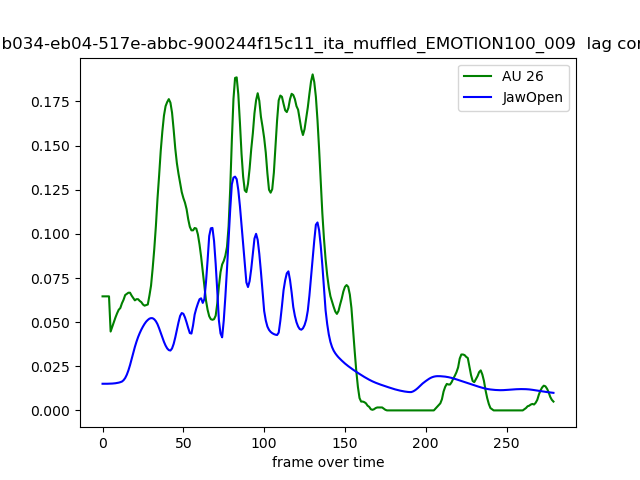 b034-eb04-517e-abbc-900244f15c11_ita_muffled_EMOTION100_009 lag cor
AU 26
JawOpen
0.175
0.150
0.125
0.100
0.075
0.050
0.025
0.000
0 50 100 150 200 250
frame over time